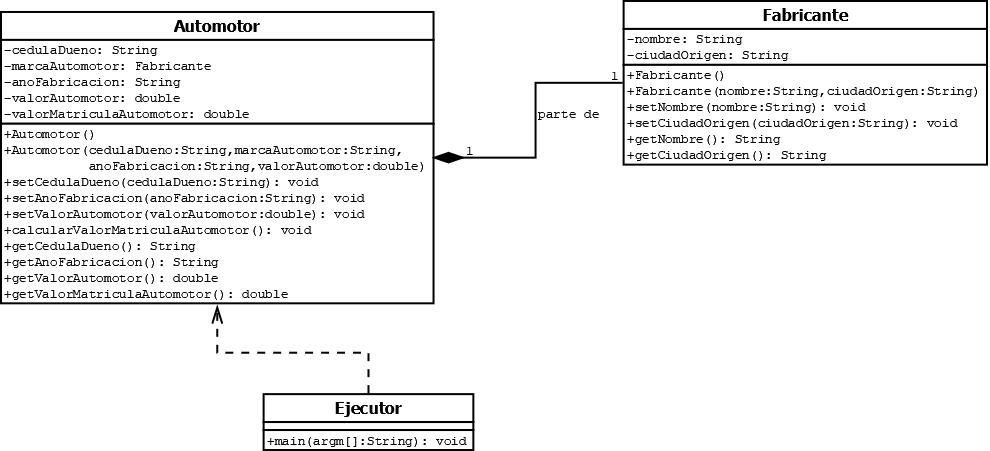 Automotor
-cedulaDueno: String
-marcaAutomotor: Fabricante
-anoFabricacion: String
-valorAutomotor: double
-valorMatriculaAutomotor: double
+Automotor()
+Automotor(cedulaDueno:String,marcaAutomotor:String,
anoFabricacion:String,valorAutomotor:double)
+setCedulaDueno(cedulaDueno:String): void
+setAnoFabricacion(anoFabricacion:String): void
+setValorAutomotor(valorAutomotor:double): void
+calcularValorMatriculaAutomotor(): void
+getCedulaDueno(): String
+getAnoFabricacion(): String
+getValorAutomotor(): double
+getValorMatriculaAutomotor(): double
1
parte de
1
Fabricante
-nombre: String
-ciudadOrigen: String
+Fabricante()
+Fabricante(nombre:String,ciudadOrigen:String)
+setNombre(nombre:String): void
+setCiudadOrigen(ciudadOrigen:String): void
+getNombre(): String
+getCiudadOrigen(): String
Ejecutor
+main(argm[]:String): void